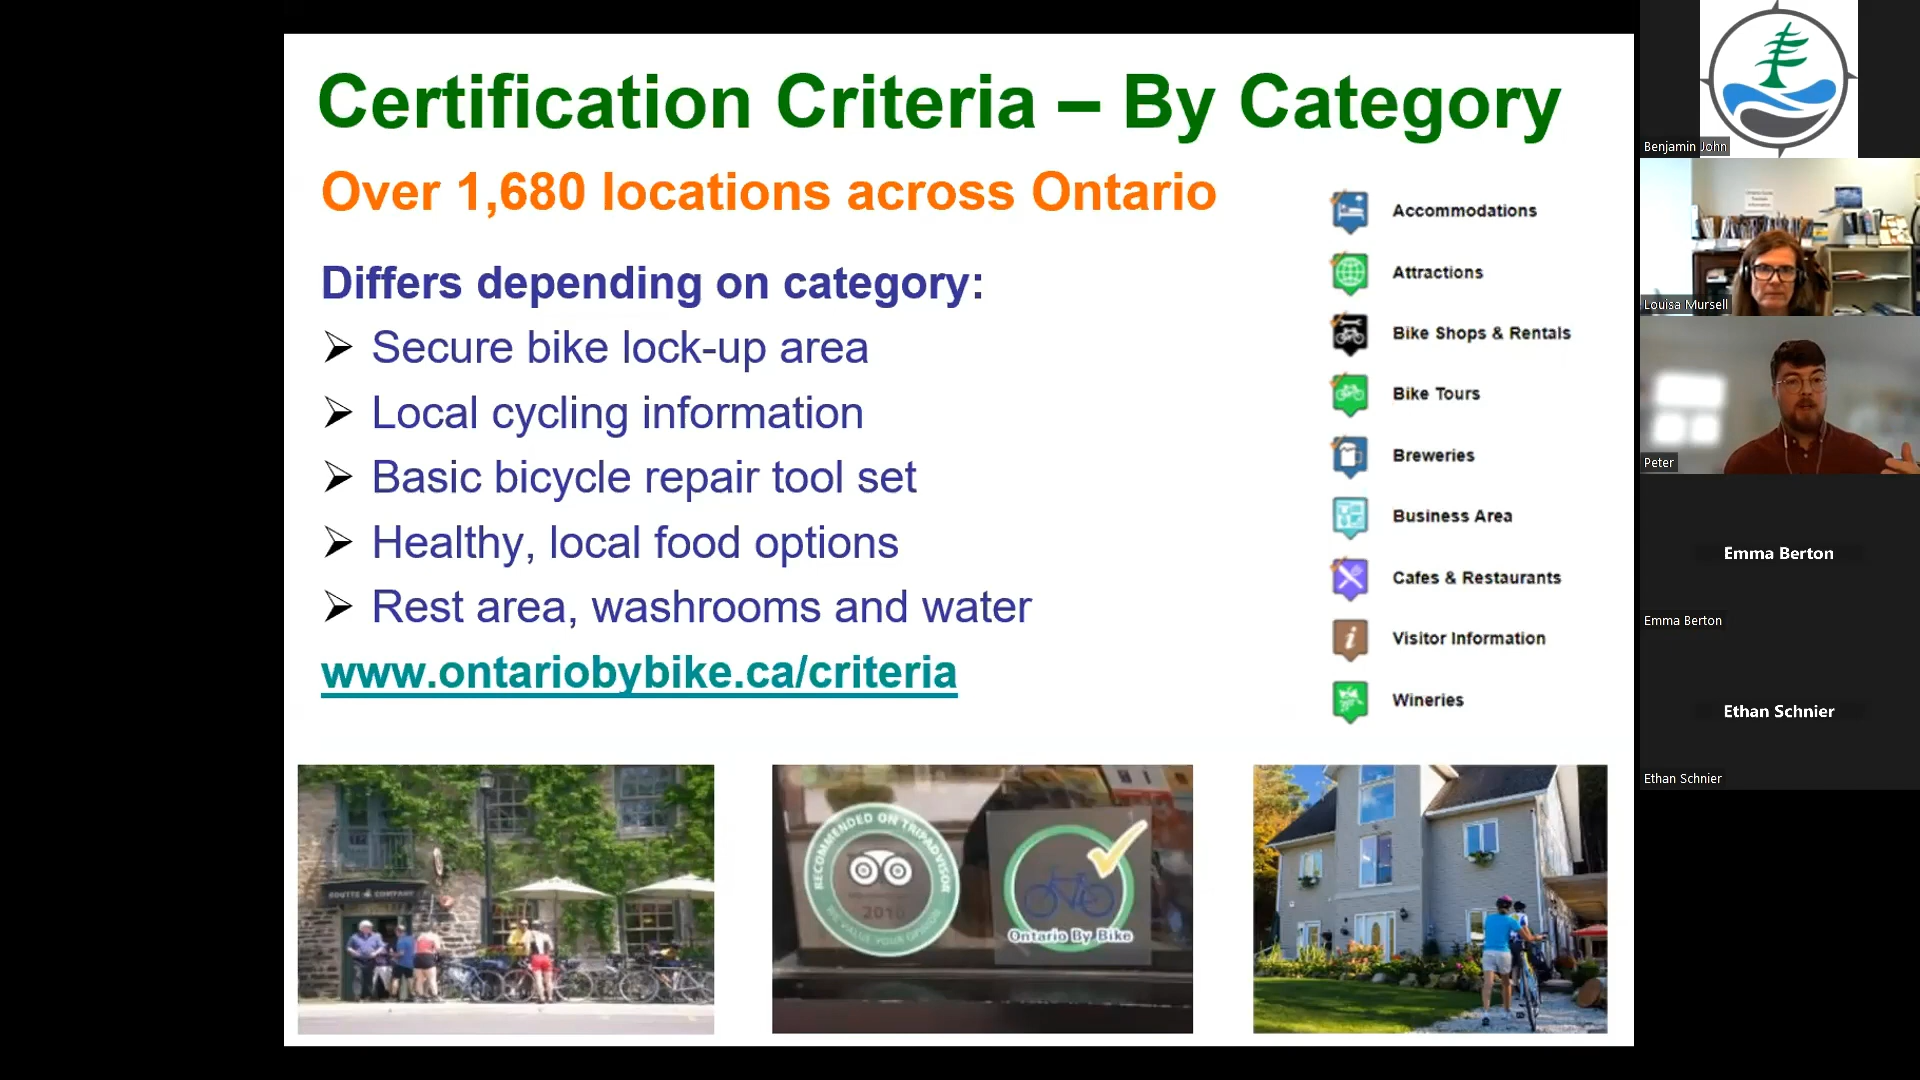 Certification Criteria – By Category
Over 1,680 locations across Ontario
Differs depending on category:
➢ Secure bike lock-up area
➢ Local cycling information
➢ Basic bicycle repair tool set
➢ Healthy, local food options
➢ Rest area, washrooms and water
www.ontariobybike.ca/criteria
Accommodations
Attractions
Bike Shops & Rentals
Bike Tours
Breweries
Business Area
Cafes & Restaurants
Visitor Information
Wineries
RECOMMENDED ON TRIPADVISOR
Ontario By Bike
Benjamin John
Louisa Mursell
Peter
Emma Berton
Emma Berton
Ethan Schnier
Ethan Schnier